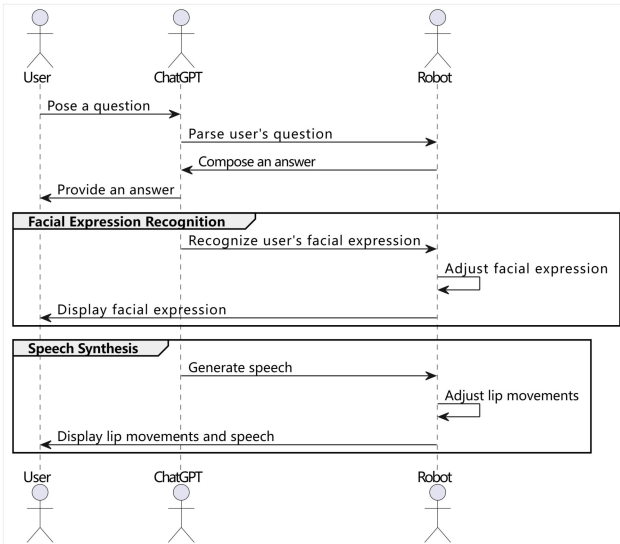 User ChatGPT Robot
Pose a question
Parse user's question
Compose an answer
Provide an answer
Facial Expression Recognition
Recognize user's facial expression
Adjust facial expression
Display facial expression
Speech Synthesis
Generate speech
Adjust lip movements
Display lip movements and speech
User ChatGPT Robot